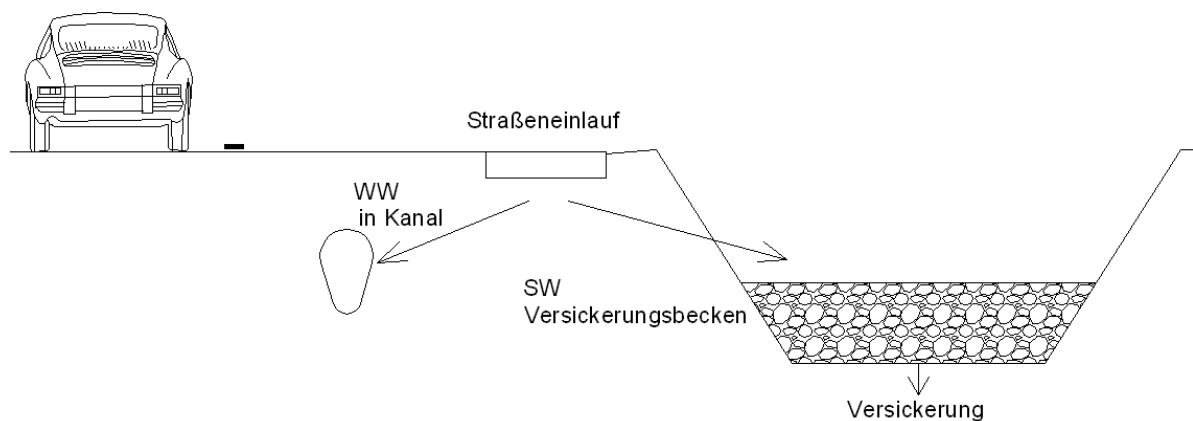 Straßeneinlauf
WW
in Kanal
SW
Versickerungsbecken
Versickerung